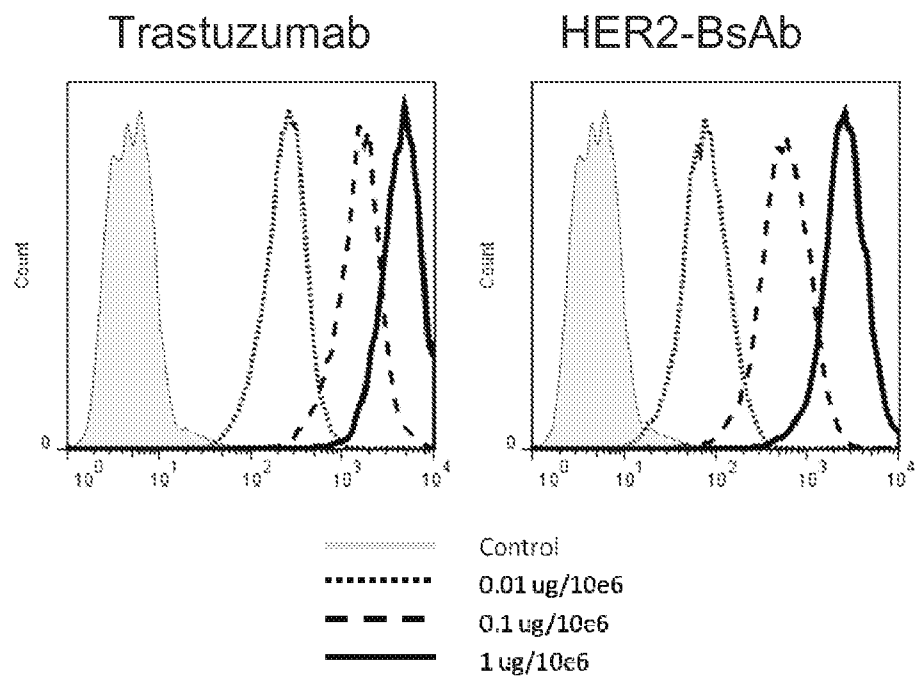 Trastuzumab HER2-BsAb
Count
0
10^0 10^1 10^2 10^3 10^4
Count
0
10^0 10^1 10^2 10^3 10^4
Control
0.01 ug/10e6
0.1 ug/10e6
1 ug/10e6